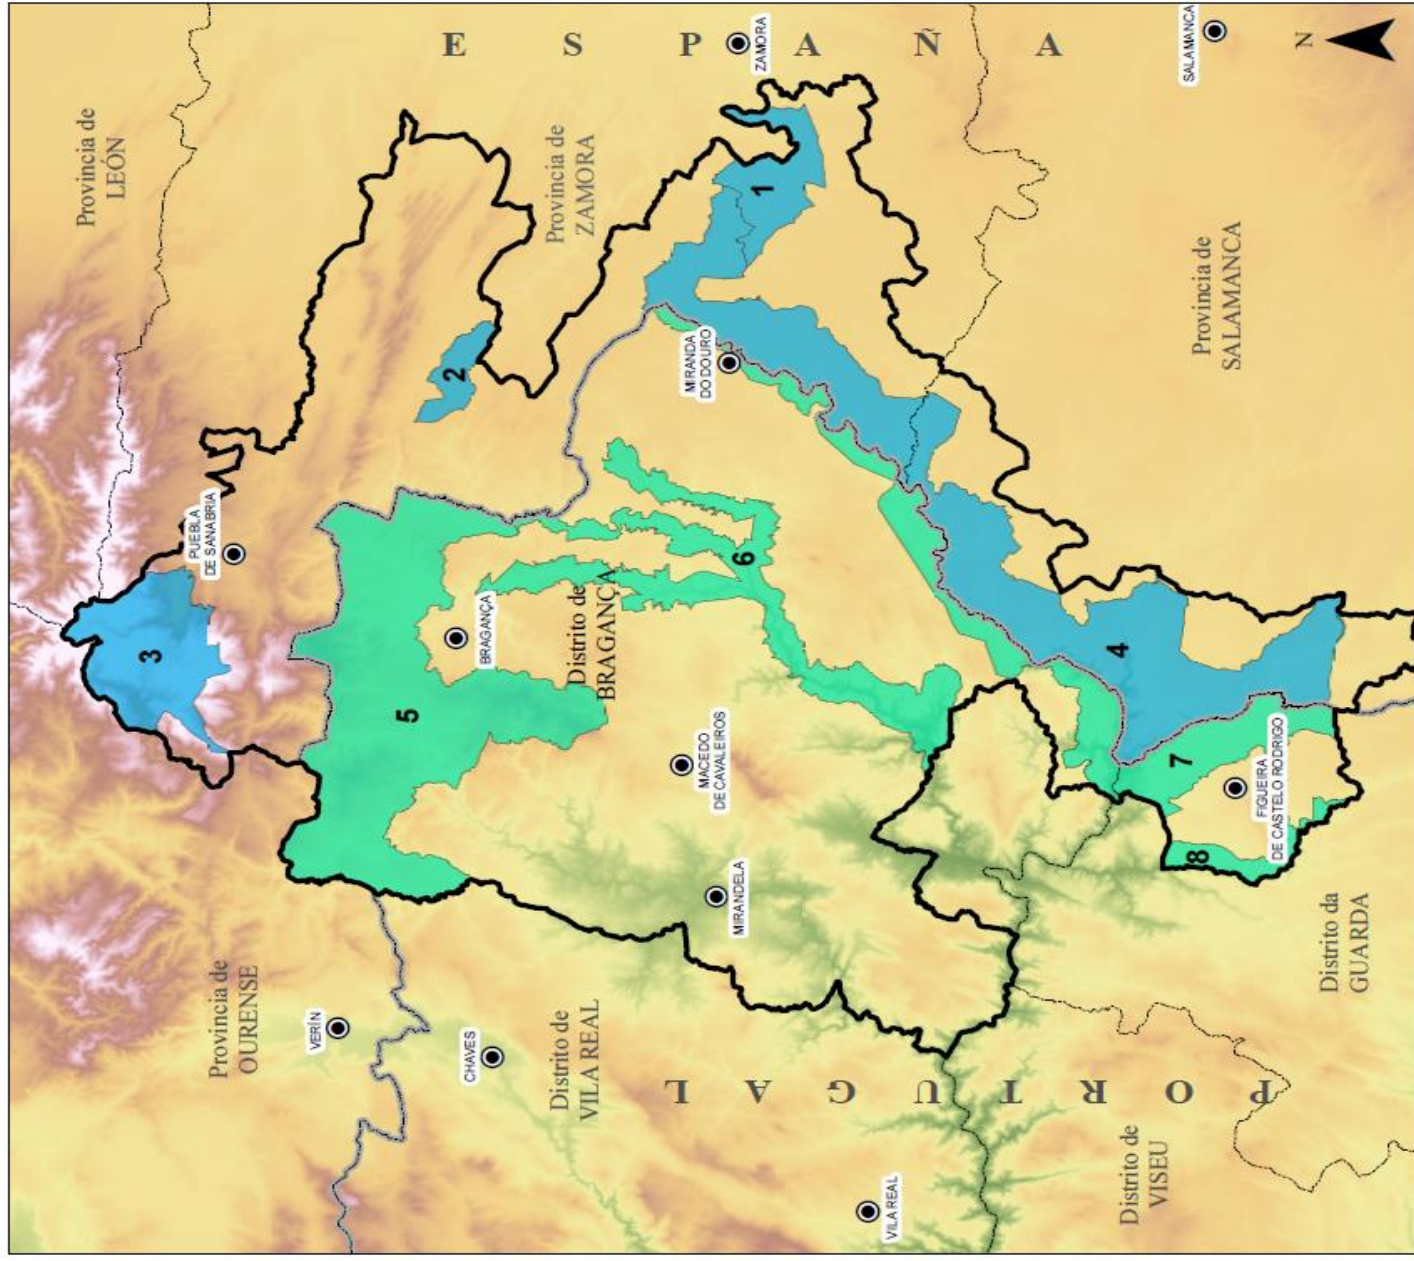 Provincia de
LEÓN
ESPAÑA
ZAMORA
SALAMANCA
N
Provincia de
ZAMORA
1
Provincia de
SALAMANCA
2
MIRANDA
DO DOURO
PUEBLA
DE SANABRIA
3
BRAGANÇA
Distrito de
BRAGANÇA
6
4
5
MACEDO
DE CAVALEIROS
7
FIGUEIRA
DE CASTELO RODRIGO
8
MIRANDELA
Provincia de
OURENSE
VERÍN
CHAVES
Distrito de
VILA REAL
Distrito da
GUARDA
PORTUGAL
VILA REAL
Distrito de
VISEU